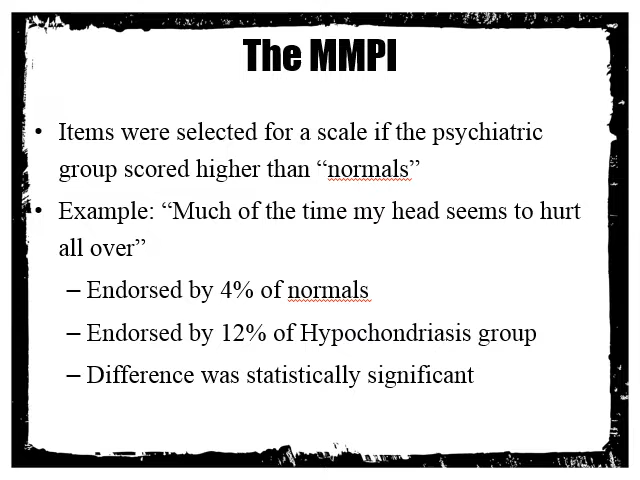 The MMPI
• Items were selected for a scale if the psychiatric
group scored higher than “normals”
• Example: “Much of the time my head seems to hurt
all over”
– Endorsed by 4% of normals
– Endorsed by 12% of Hypochondriasis group
– Difference was statistically significant